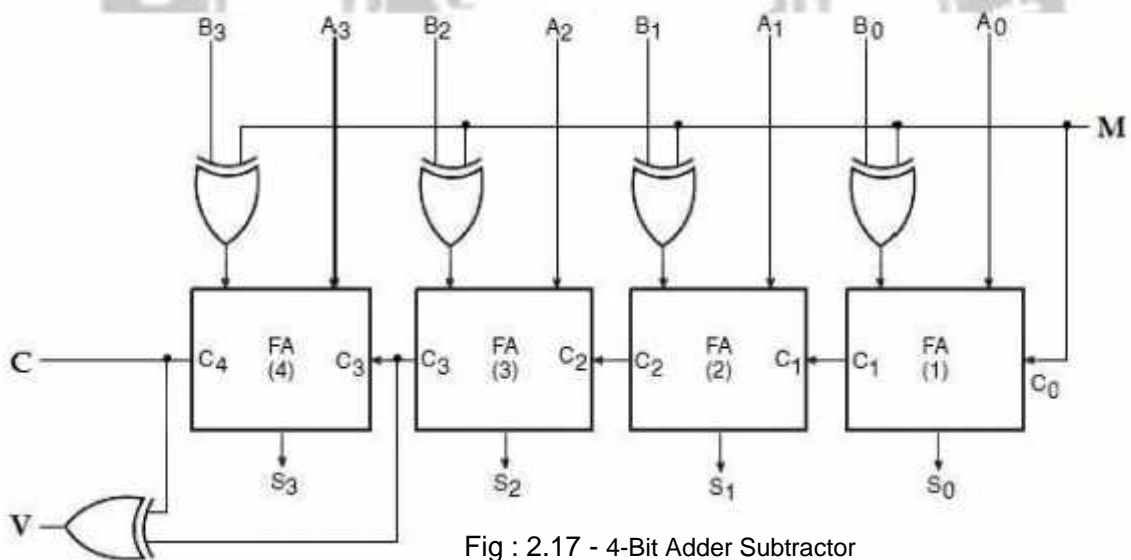 B3 A3 B2 A2 B1 A1 B0 A0
M
FA
(4)
FA
(3)
FA
(2)
FA
(1)
C C4 C3 C3 C2 C2 C1 C1 C0
S3 S2 S1 S0
V
Fig : 2.17 - 4-Bit Adder Subtractor